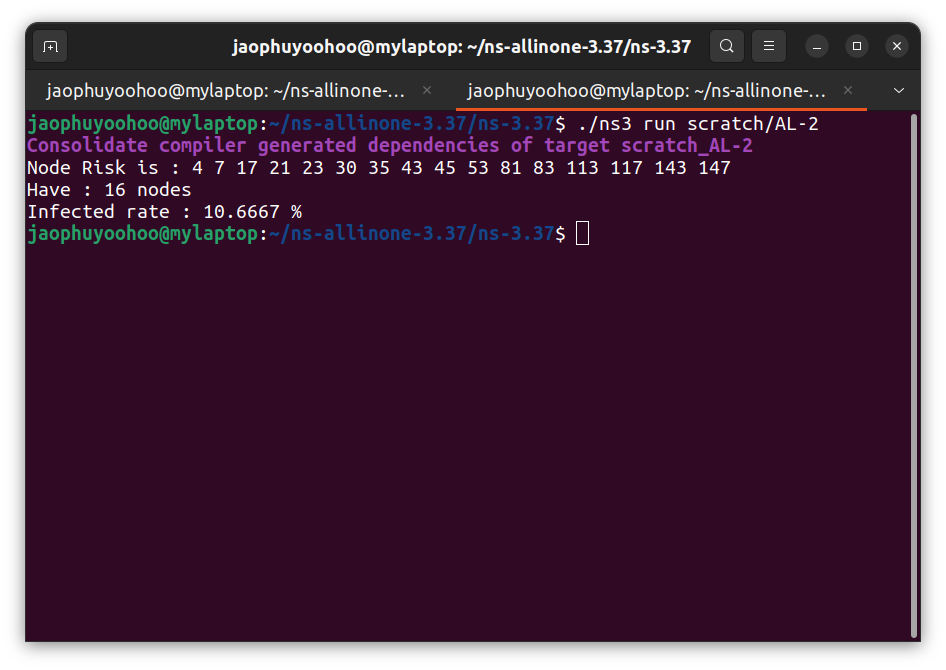 jaophuyoohoo@mylaptop: ~/ns-allinone-3.37/ns-3.37
jaophuyoohoo@mylaptop: ~/ns-allinone-... × jaophuyoohoo@mylaptop: ~/ns-allinone-... ×
jaophuyoohoo@mylaptop:~/ns-allinone-3.37/ns-3.37$ ./ns3 run scratch/AL-2
Consolidate compiler generated dependencies of target scratch_AL-2
Node Risk is : 4 7 17 21 23 30 35 43 45 53 81 83 113 117 143 147
Have : 16 nodes
Infected rate : 10.6667 %
jaophuyoohoo@mylaptop:~/ns-allinone-3.37/ns-3.37$